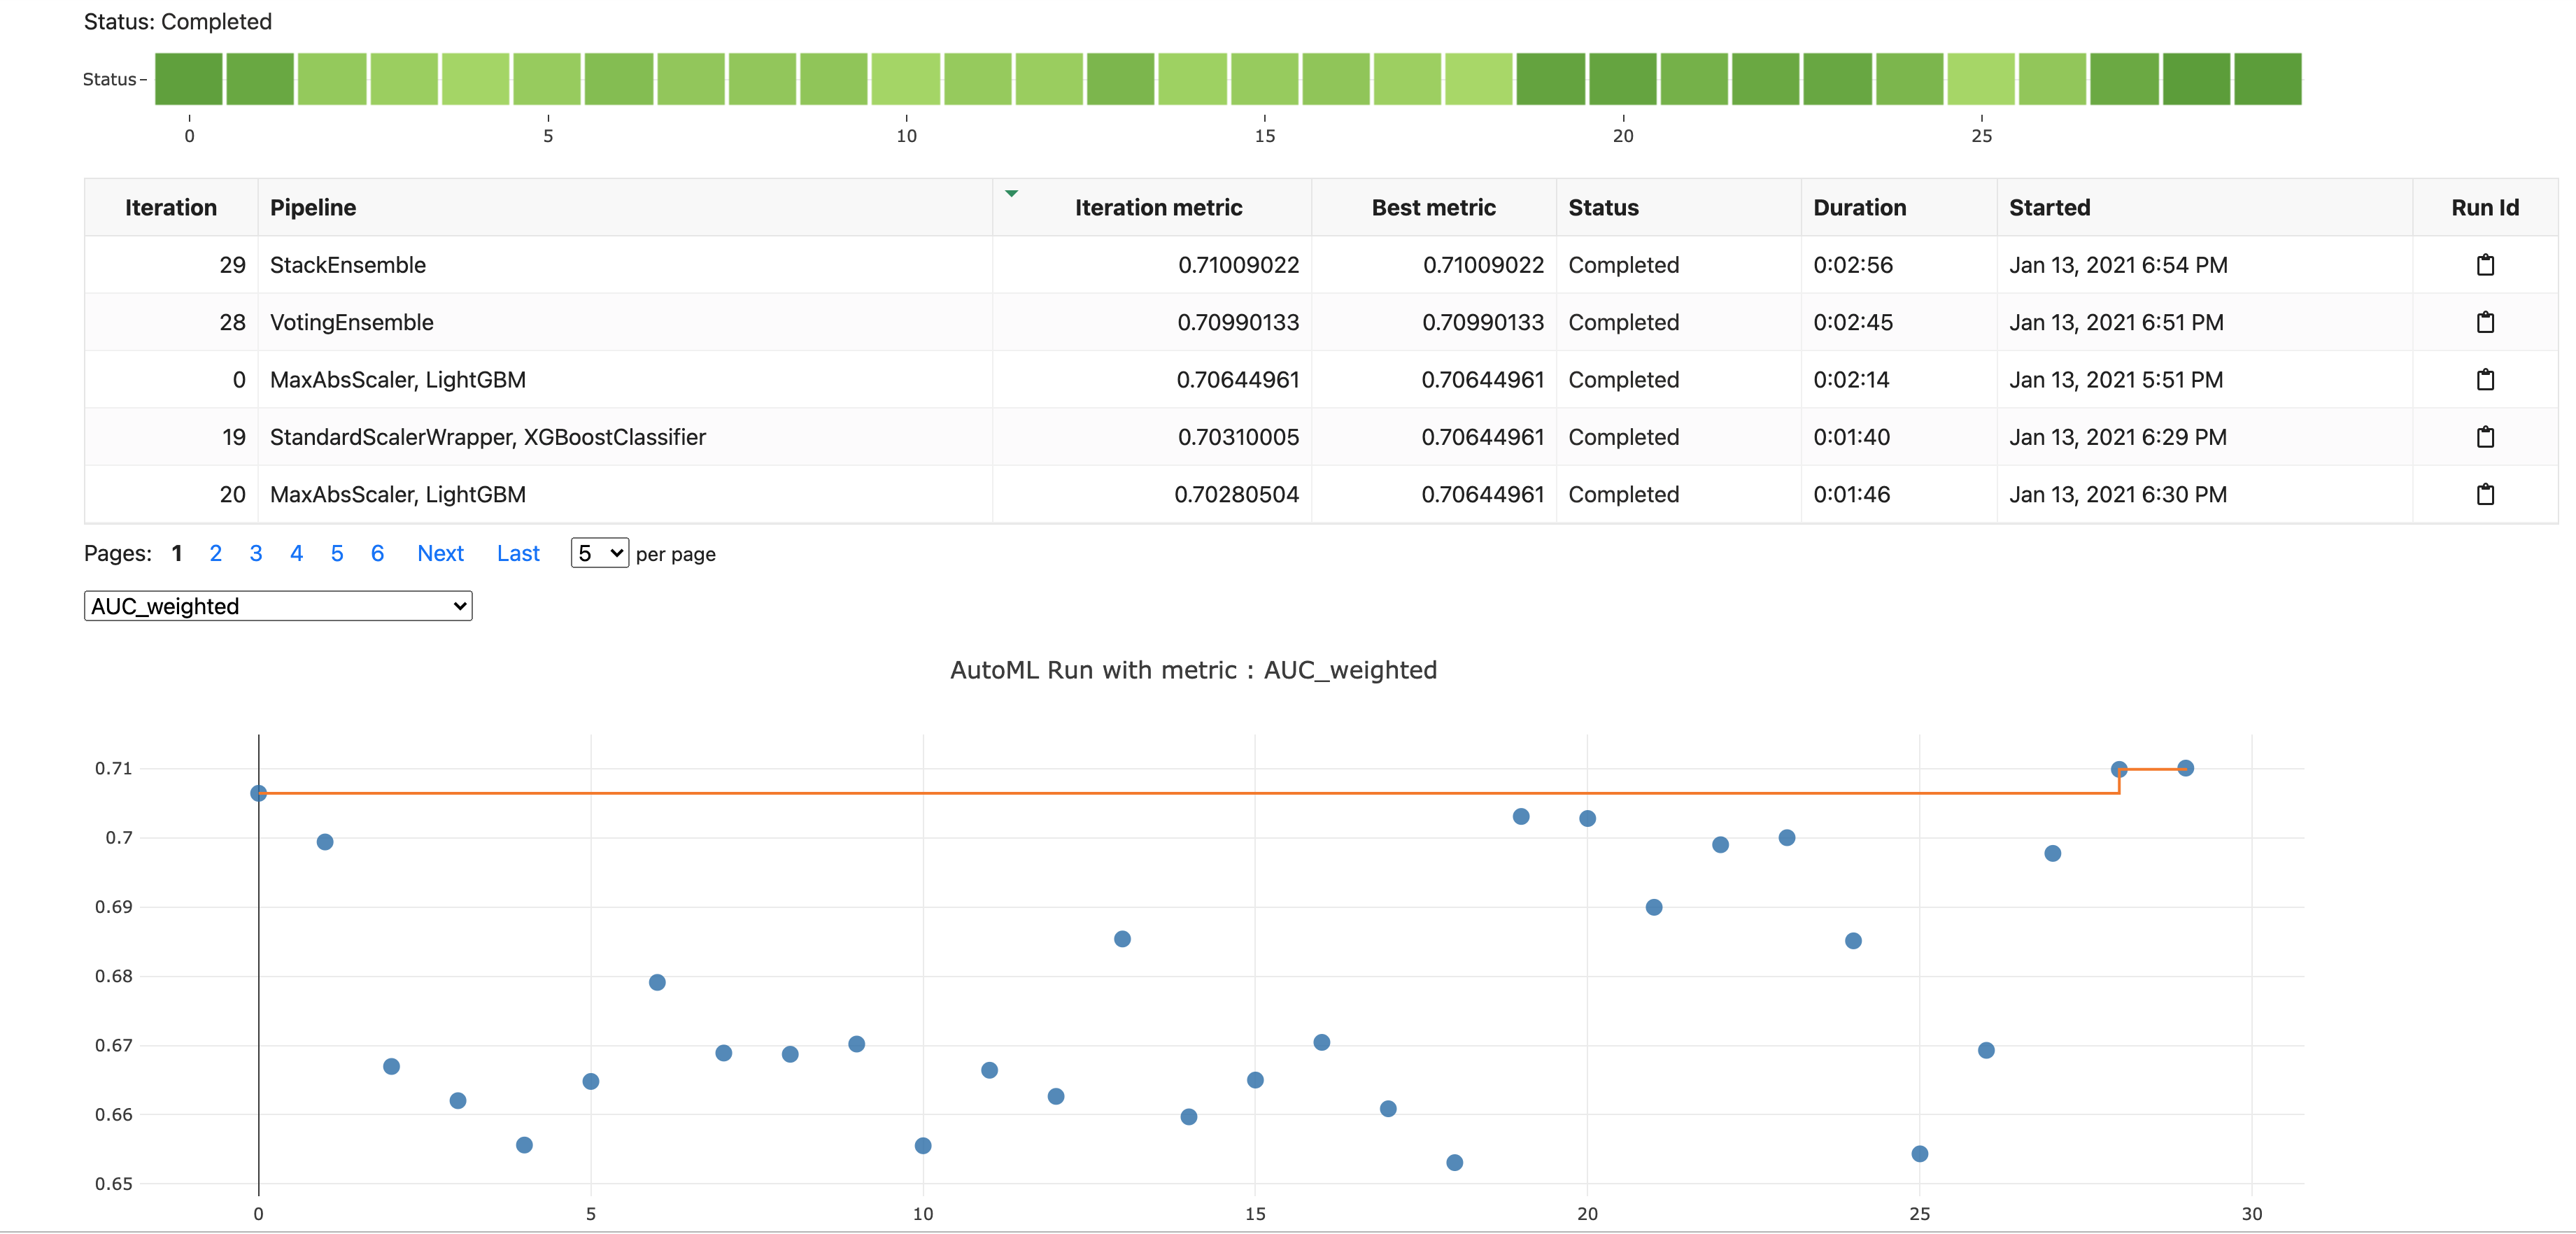 Status: Completed
Status
0 5 10 15 20 25
Iteration Pipeline Iteration metric Best metric Status Duration Started Run Id
29 StackEnsemble 0.71009022 0.71009022 Completed 0:02:56 Jan 13, 2021 6:54 PM
28 VotingEnsemble 0.70990133 0.70990133 Completed 0:02:45 Jan 13, 2021 6:51 PM
0 MaxAbsScaler, LightGBM 0.70644961 0.70644961 Completed 0:02:14 Jan 13, 2021 5:51 PM
19 StandardScalerWrapper, XGBoostClassifier 0.70310005 0.70644961 Completed 0:01:40 Jan 13, 2021 6:29 PM
20 MaxAbsScaler, LightGBM 0.70280504 0.70644961 Completed 0:01:46 Jan 13, 2021 6:30 PM
Pages: 1 2 3 4 5 6 Next Last 5 per page
AUC_weighted
AutoML Run with metric : AUC_weighted
0.71
0.7
0.69
0.68
0.67
0.66
0.65
0 5 10 15 20 25 30